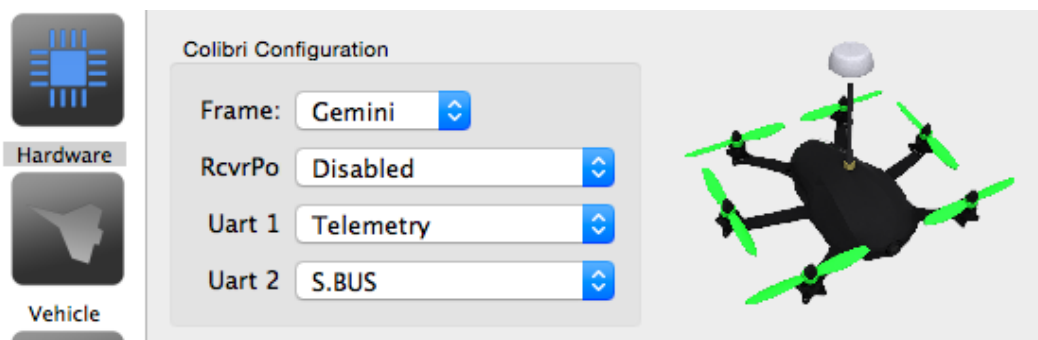 Colibri Configuration
Frame: Gemini
Hardware
RcvrPo Disabled
Uart 1 Telemetry
Uart 2 S.BUS
Vehicle